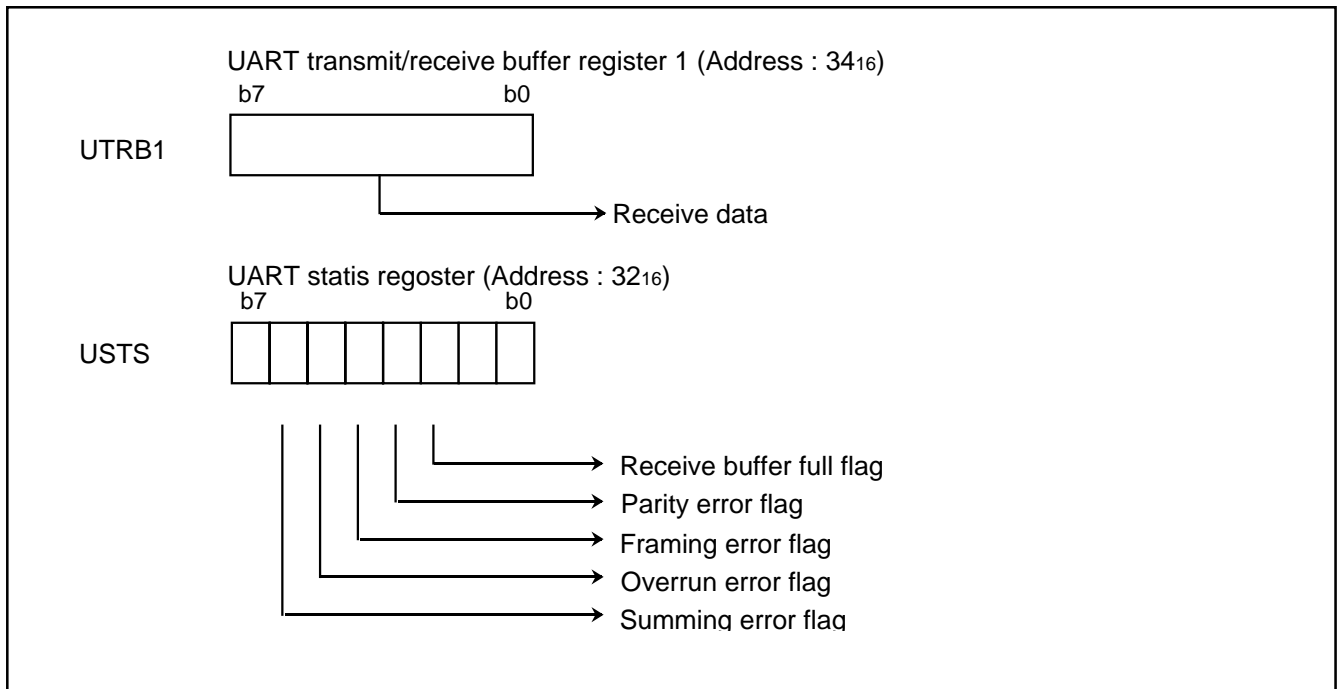 UART transmit/receive buffer register 1 (Address : 34₁₆)
b7 b0
UTRB1
Receive data
UART statis regoster (Address : 32₁₆)
b7 b0
USTS
Receive buffer full flag
Parity error flag
Framing error flag
Overrun error flag
Summing error flag